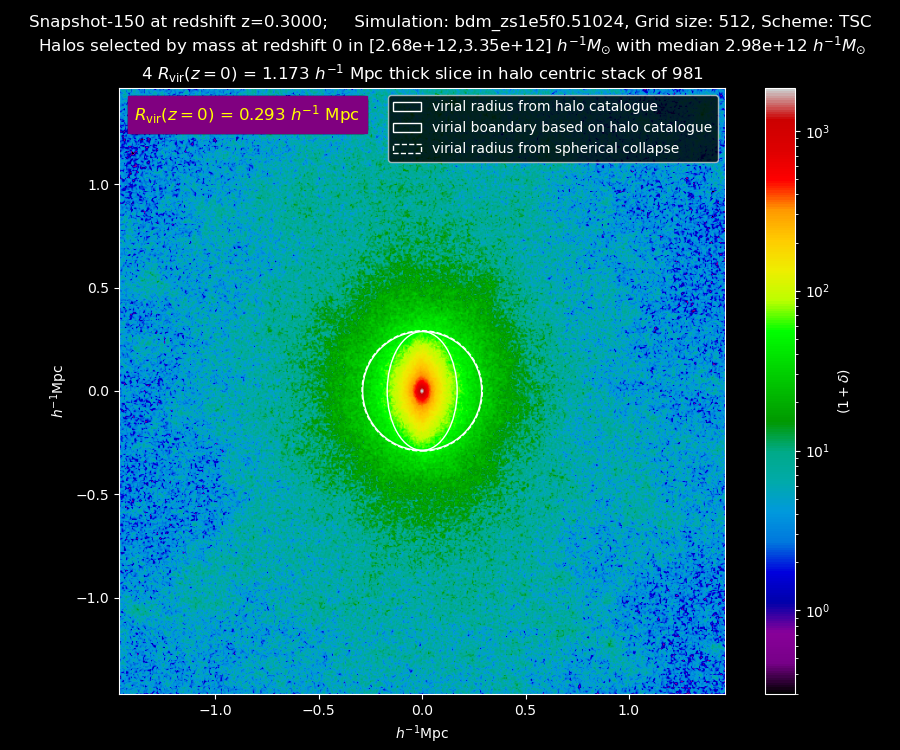 Snapshot-150 at redshift z=0.3000;     Simulation: bdm_zs1e5f0.51024, Grid size: 512, Scheme: TSC
Halos selected by mass at redshift 0 in [2.68e+12,3.35e+12] h⁻¹M⊙ with median 2.98e+12 h⁻¹M⊙
4 Rvir(z = 0) = 1.173 h⁻¹ Mpc thick slice in halo centric stack of 981
Rvir(z = 0) = 0.293 h⁻¹ Mpc
virial radius from halo catalogue
virial boundary based on halo catalogue
virial radius from spherical collapse
1.0
0.5
0.0
−0.5
−1.0
h⁻¹Mpc
−1.0 −0.5 0.0 0.5 1.0
h⁻¹Mpc
10³
10²
10¹
10⁰
(1 + δ)